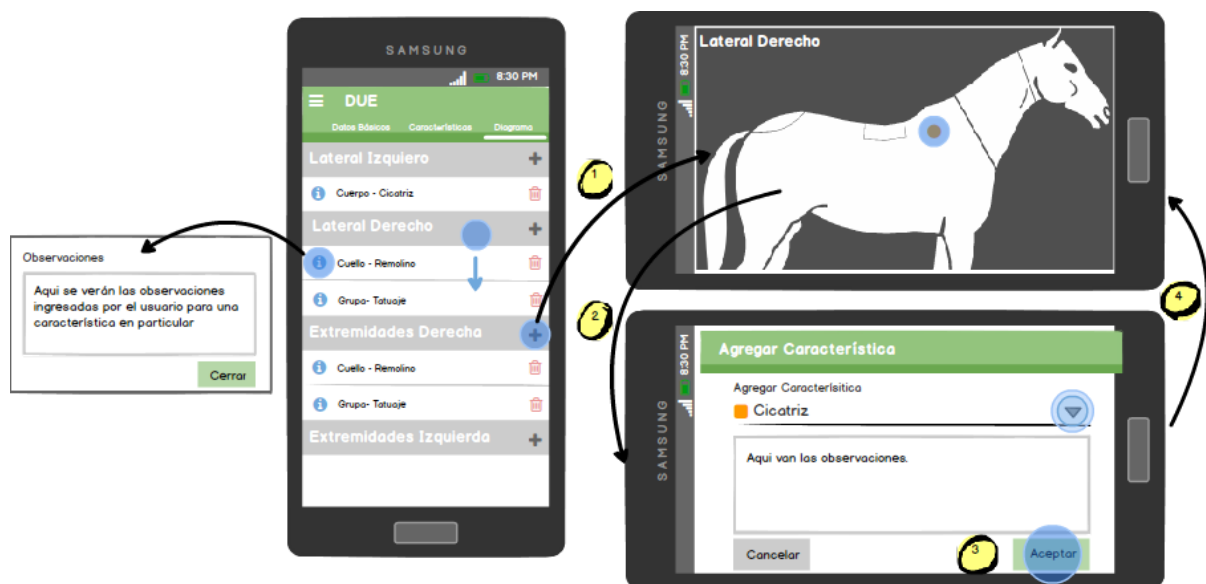 Observaciones
Aqui se verán las observaciones
ingresadas por el usuario para una
característica en particular
Cerrar
SAMSUNG
8:30 PM
DUE
Datos Básicos Características Diagrama
Lateral Izquiero
Cuerpo - Cicatriz
Lateral Derecho
Cuello - Remolino
Grupa- Tatuaje
Extremidades Derecha
Cuello - Remolino
Grupa- Tatuaje
Extremidades Izquierda
1
2
SAMSUNG
8:30 PM
Lateral Derecho
4
SAMSUNG
8:30 PM
Agregar Característica
Agregar Caracterísitica
Cicatriz
Aqui van las observaciones.
Cancelar
3
Aceptar